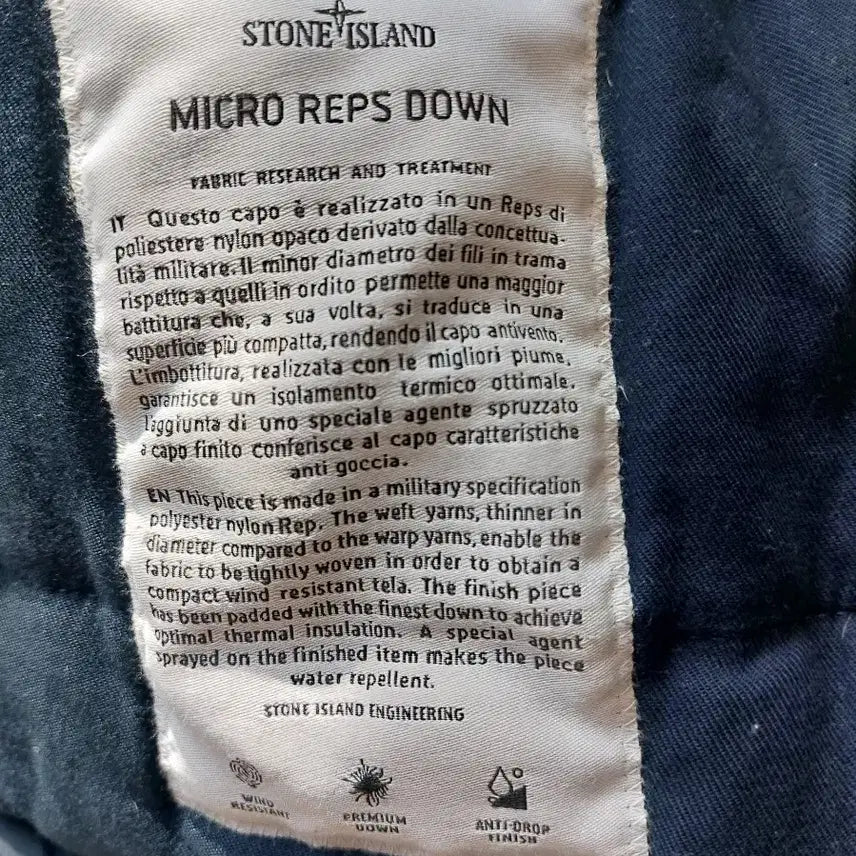 STONE ISLAND
MICRO REPS DOWN
FABRIC RESEARCH AND TREATMENT
IT Questo capo è realizzato in un Reps di
poliestere nylon opaco derivato dalla concettua-
lità militare. Il minor diametro dei fili in trama
rispetto a quelli in ordito permette una maggior
battitura che, a sua volta, si traduce in una
superficie più compatta, rendendo il capo antivento.
L'imbottitura, realizzata con le migliori piume,
garantisce un isolamento termico ottimale.
l'aggiunta di uno speciale agente spruzzato
a capo finito conferisce al capo caratteristiche
anti goccia.
EN This piece is made in a military specification
polyester nylon Rep. The weft yarns, thinner in
diameter compared to the warp yarns, enable the
fabric to be tightly woven in order to obtain a
compact wind resistant tela. The finish piece
has been padded with the finest down to achieve
optimal thermal insulation. A special agent
sprayed on the finished item makes the piece
water repellent.
STONE ISLAND ENGINEERING
WIND
RESISTANT
PREMIUM
DOWN
ANTI-DROP
FINISH